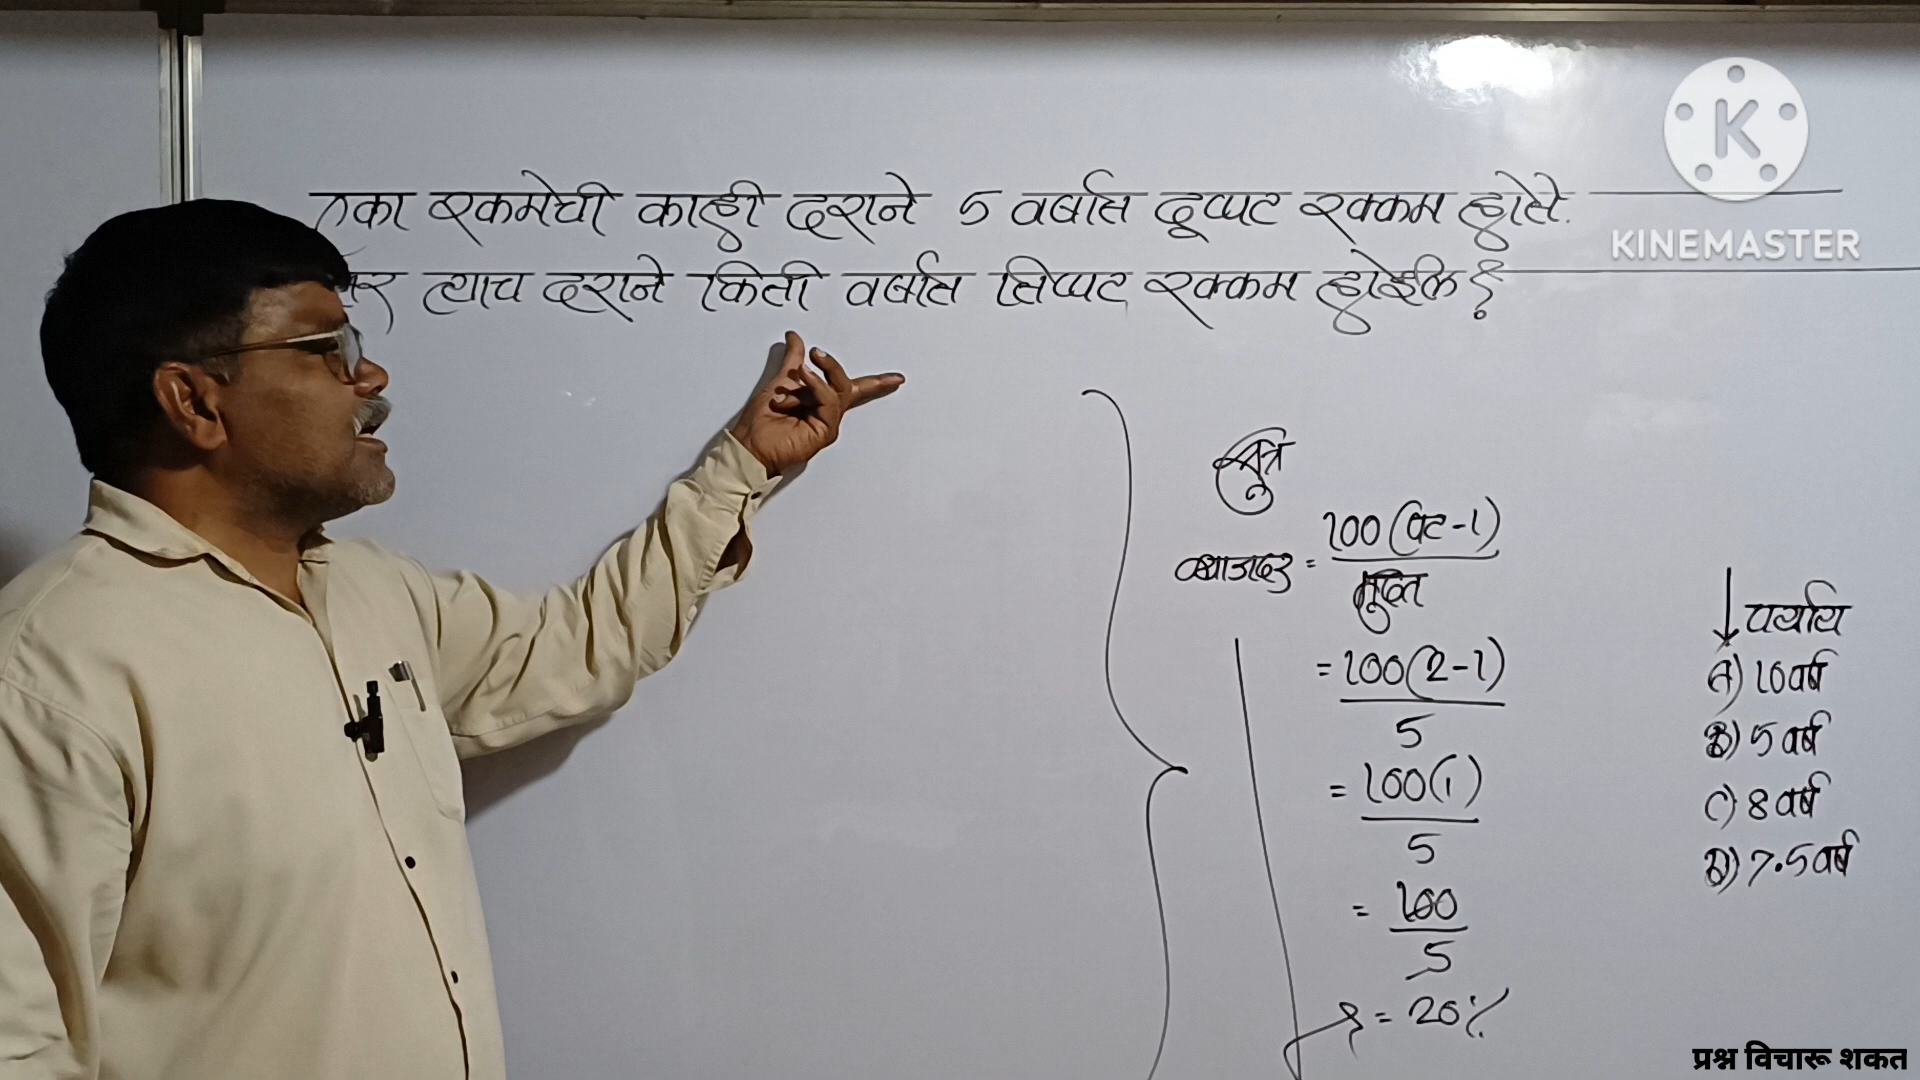 एका रकमेची काही दराने 5 वर्षात दूप्पट रक्कम होते.
तर त्याच दराने किती वर्षात तिप्पट रक्कम होईल?
KINEMASTER
सूत्र
व्याजदर = 100(पट-1)
मुदत
= 100(2-1)
5
= 100(1)
5
= 100
5
= 20%
पर्याय
A) 10 वर्ष
B) 5 वर्ष
C) 8 वर्ष
D) 7.5 वर्ष
प्रश्न विचारू शकत